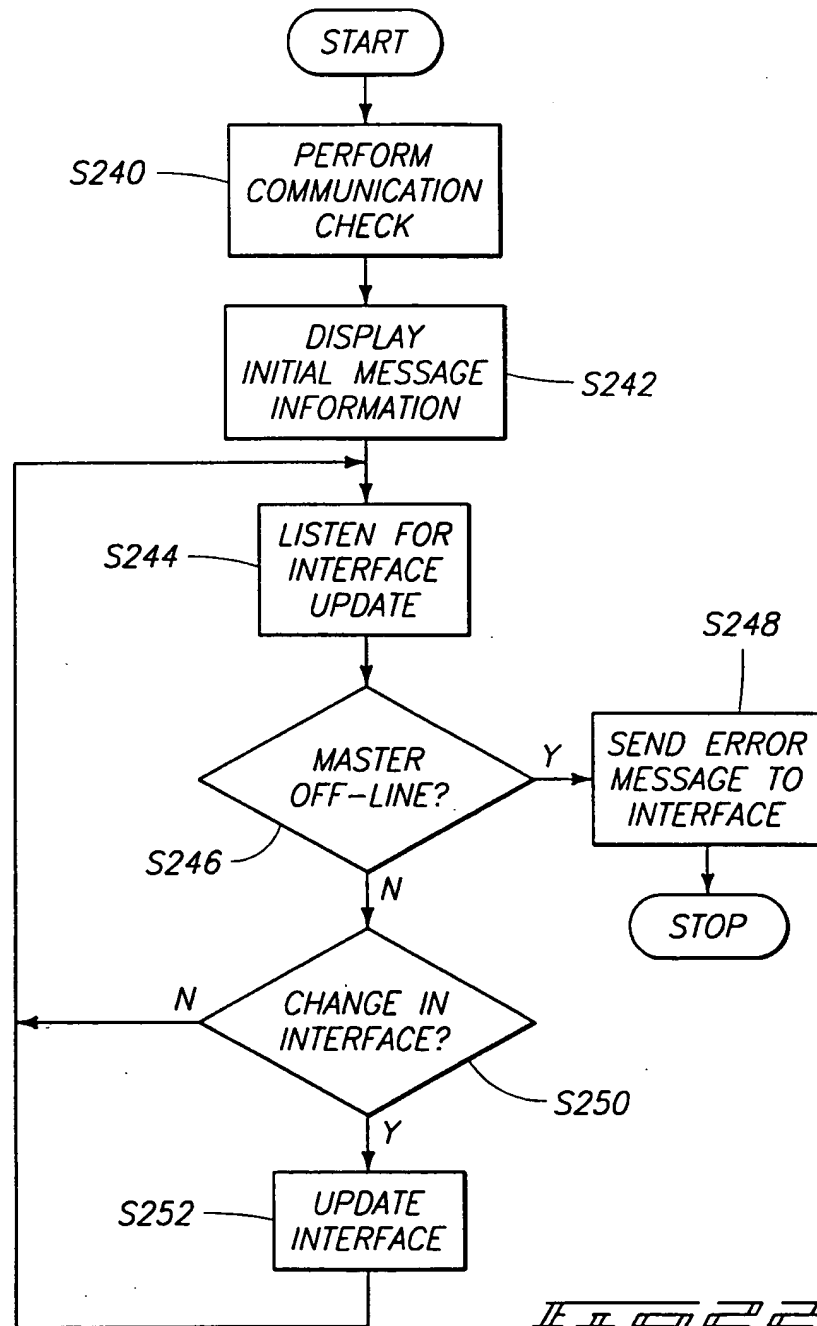 START
S240
PERFORM
COMMUNICATION
CHECK
DISPLAY
INITIAL MESSAGE
INFORMATION
S242
S244
LISTEN FOR
INTERFACE
UPDATE
S248
MASTER
OFF-LINE?
Y
SEND ERROR
MESSAGE TO
INTERFACE
S246
N
STOP
N
CHANGE IN
INTERFACE?
S250
Y
S252
UPDATE
INTERFACE